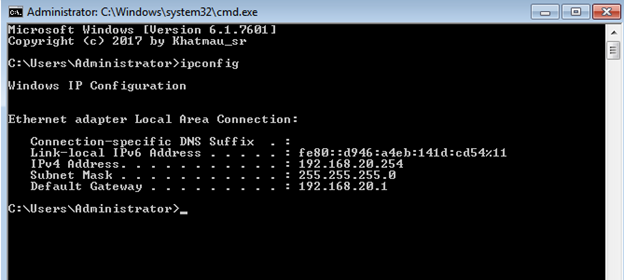 Administrator: C:\Windows\system32\cmd.exe
Microsoft Windows [Version 6.1.7601]
Copyright (c) 2017 by Khatmau_sr
C:\Users\Administrator>ipconfig
Windows IP Configuration
Ethernet adapter Local Area Connection:
Connection-specific DNS Suffix  . :
Link-local IPv6 Address . . . . . : fe80::d946:a4eb:141d:cd54%11
IPv4 Address. . . . . . . . . . . : 192.168.20.254
Subnet Mask . . . . . . . . . . . : 255.255.255.0
Default Gateway . . . . . . . . . : 192.168.20.1
C:\Users\Administrator>_